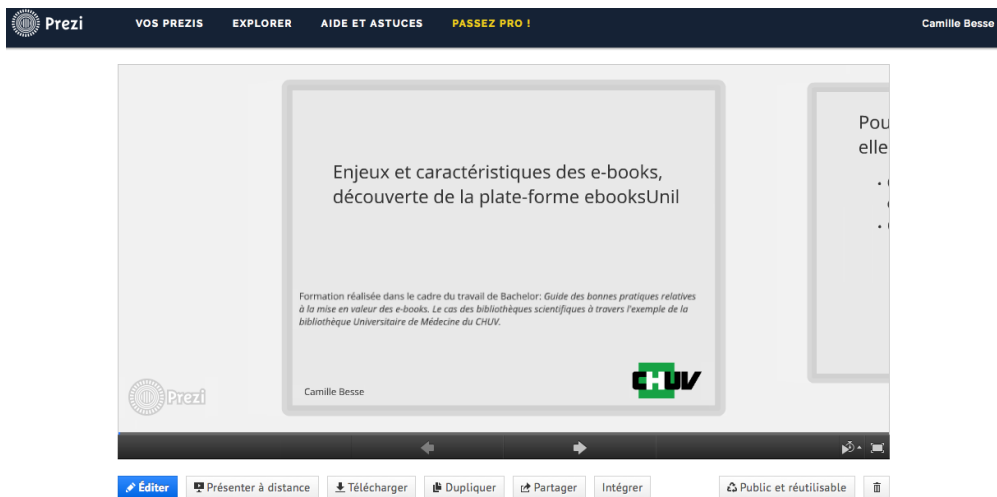 Prezi VOS PREZIS EXPLORER AIDE ET ASTUCES PASSEZ PRO ! Camille Besse
Enjeux et caractéristiques des e-books,
découverte de la plate-forme ebooksUnil
Formation réalisée dans le cadre du travail de Bachelor: Guide des bonnes pratiques relatives
à la mise en valeur des e-books. Le cas des bibliothèques scientifiques à travers l'exemple de la
bibliothèque Universitaire de Médecine du CHUV.
Camille Besse
CHUV
Pou
elle
Prezi
Éditer Présenter à distance Télécharger Dupliquer Partager Intégrer Public et réutilisable